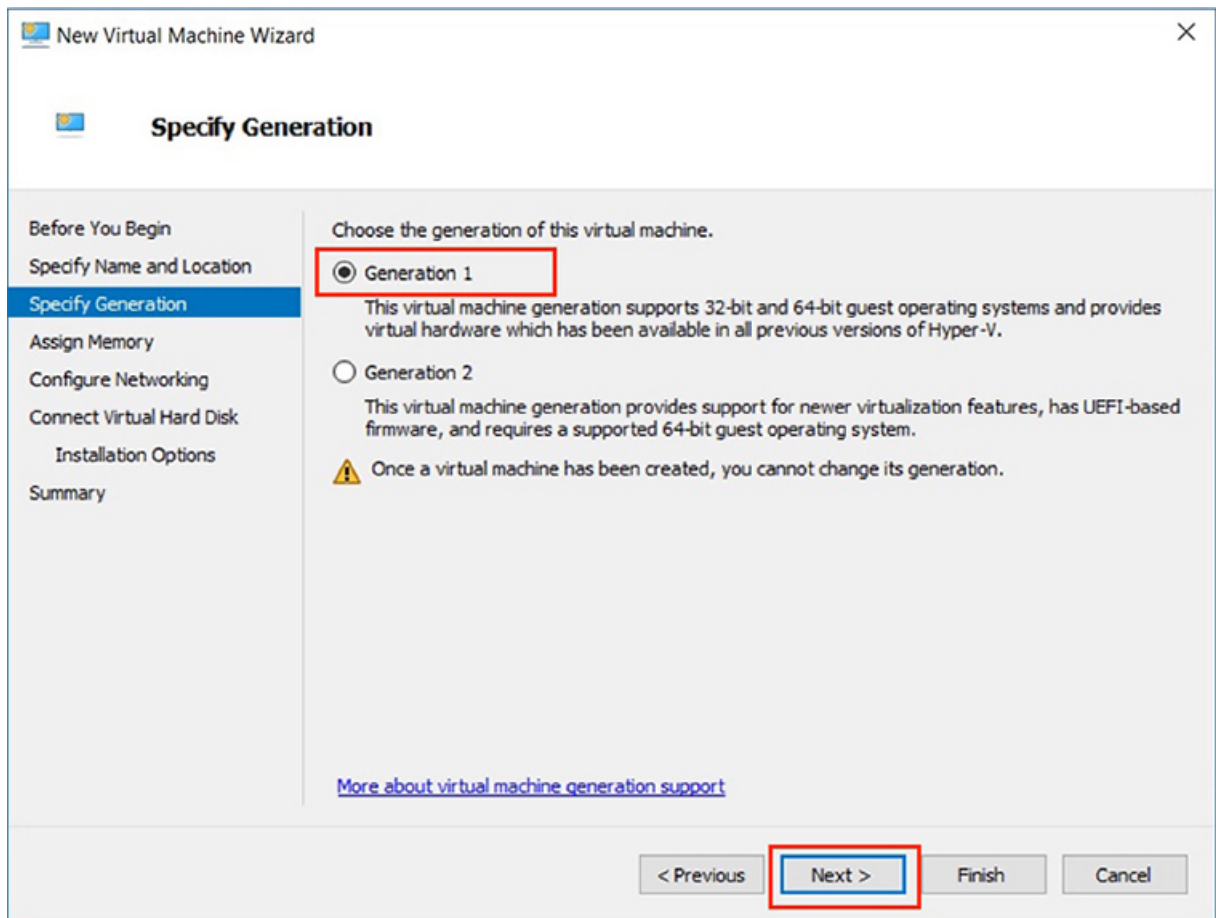 New Virtual Machine Wizard
Specify Generation
Before You Begin
Specify Name and Location
Specify Generation
Assign Memory
Configure Networking
Connect Virtual Hard Disk
Installation Options
Summary
Choose the generation of this virtual machine.
Generation 1
This virtual machine generation supports 32-bit and 64-bit guest operating systems and provides
virtual hardware which has been available in all previous versions of Hyper-V.
Generation 2
This virtual machine generation provides support for newer virtualization features, has UEFI-based
firmware, and requires a supported 64-bit guest operating system.
Once a virtual machine has been created, you cannot change its generation.
More about virtual machine generation support
< Previous
Next >
Finish
Cancel